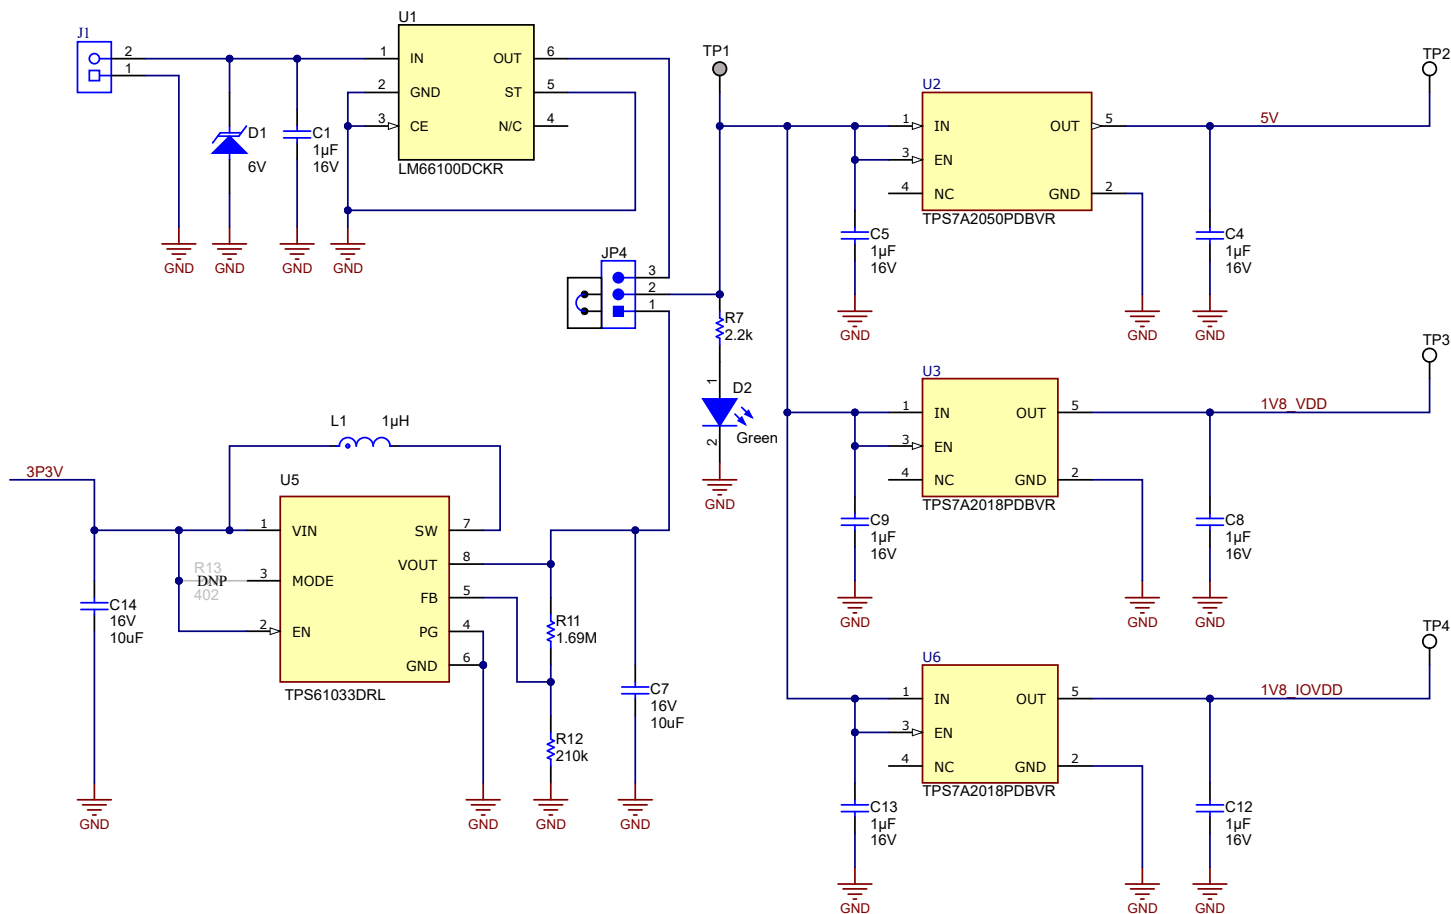 J1
2
1
GND
D1
6V
GND
C1
1µF
16V
GND
U1
1 IN OUT 6
2 GND ST 5
3 CE N/C 4
LM66100DCKR
GND
JP4
3
2
1
TP1
R7
2.2k
1
D2
Green
2
GND
3P3V
L1 1µH
U5
1 VIN SW 7
VOUT 8
R13
DNP
402
3 MODE
FB 5
2 EN PG 4
GND 6
TPS61033DRL
C14
16V
10uF
GND
GND
R11
1.69M
R12
210k
GND
C7
16V
10uF
GND
U2
1 IN OUT 5
3 EN
4 NC GND 2
TPS7A2050PDBVR
5V
TP2
C5
1µF
16V
GND
GND
C4
1µF
16V
GND
U3
1 IN OUT 5
3 EN
4 NC GND 2
TPS7A2018PDBVR
1V8_VDD
TP3
C9
1µF
16V
GND
GND
C8
1µF
16V
GND
U6
1 IN OUT 5
3 EN
4 NC GND 2
TPS7A2018PDBVR
1V8_IOVDD
TP4
C13
1µF
16V
GND
GND
C12
1µF
16V
GND